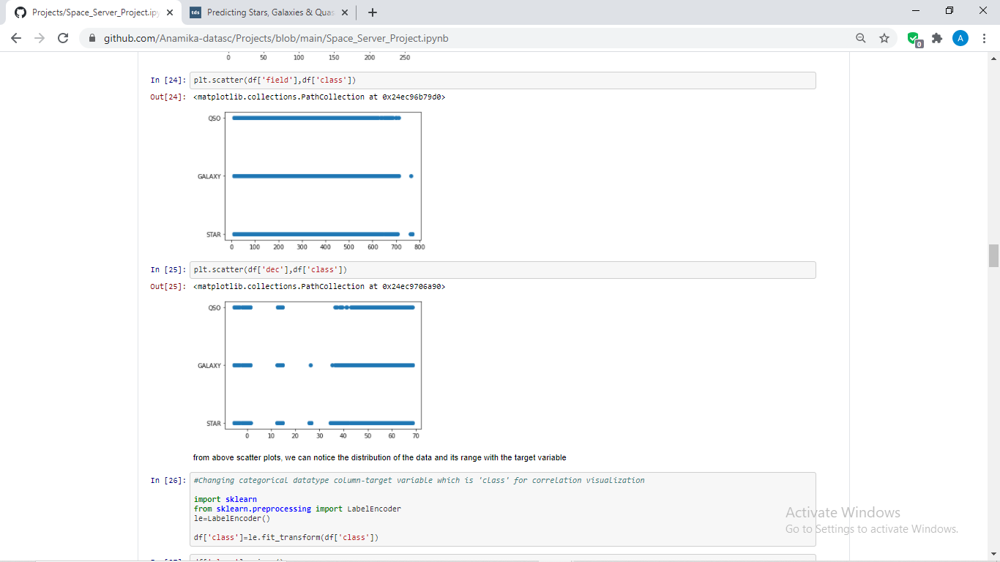 Projects/Space_Server_Project.ip
tds Predicting Stars, Galaxies & Quas
github.com/Anamika-datasc/Projects/blob/main/Space_Server_Project.ipynb
0
A
0 50 100 150 200 250
In [24]: plt.scatter(df['field'],df['class'])
Out[24]: <matplotlib.collections.PathCollection at 0x24ec96b79d0>
QSO
GALAXY
STAR
0 100 200 300 400 500 600 700 800
In [25]: plt.scatter(df['dec'],df['class'])
Out[25]: <matplotlib.collections.PathCollection at 0x24ec9706a90>
QSO
GALAXY
STAR
0 10 20 30 40 50 60 70
from above scatter plots, we can notice the distribution of the data and its range with the target variable
In [26]: #Changing categorical datatype column-target variable which is 'class' for correlation visualization
import sklearn
from sklearn.preprocessing import LabelEncoder
le=LabelEncoder()
df['class']=le.fit_transform(df['class'])
Activate Windows
Go to Settings to activate Windows.